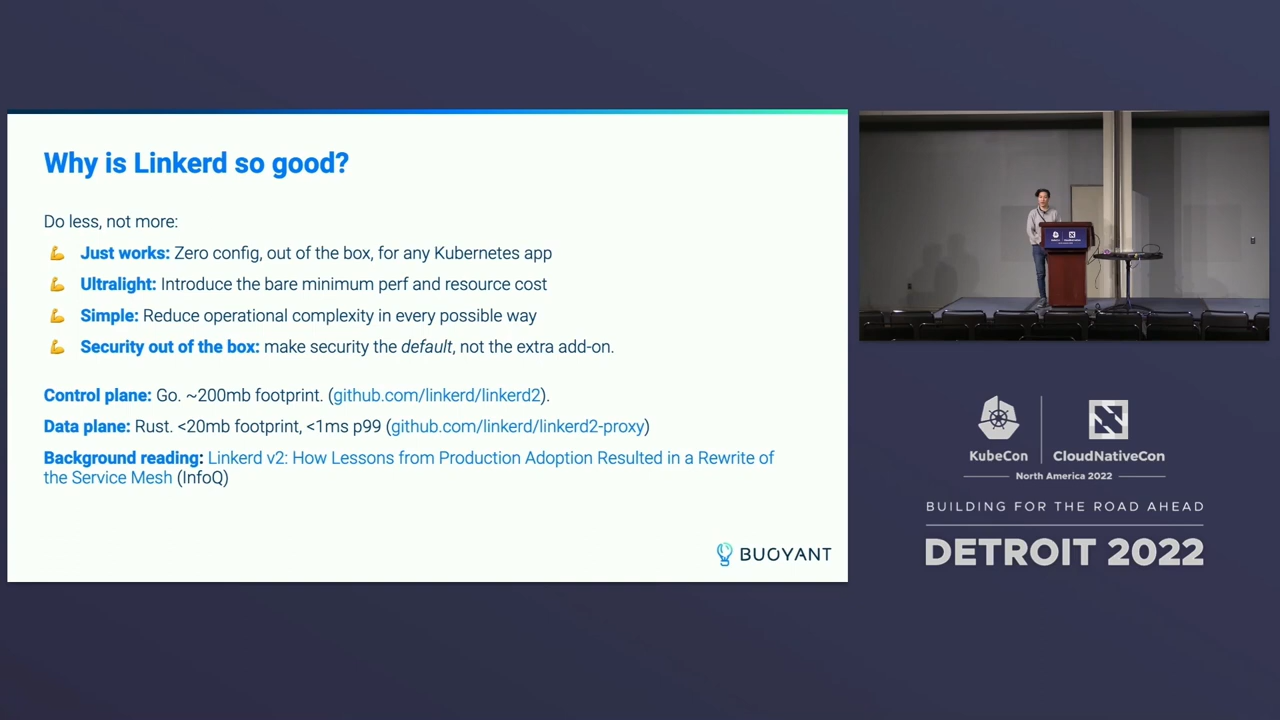 Why is Linkerd so good?
Do less, not more:
💪 Just works: Zero config, out of the box, for any Kubernetes app
💪 Ultralight: Introduce the bare minimum perf and resource cost
💪 Simple: Reduce operational complexity in every possible way
💪 Security out of the box: make security the default, not the extra add-on.
Control plane: Go. ~200mb footprint. (github.com/linkerd/linkerd2).
Data plane: Rust. <20mb footprint, <1ms p99 (github.com/linkerd/linkerd2-proxy)
Background reading: Linkerd v2: How Lessons from Production Adoption Resulted in a Rewrite of
the Service Mesh (InfoQ)
BUOYANT
KubeCon
CloudNativeCon
North America 2022
BUILDING FOR THE ROAD AHEAD
DETROIT 2022